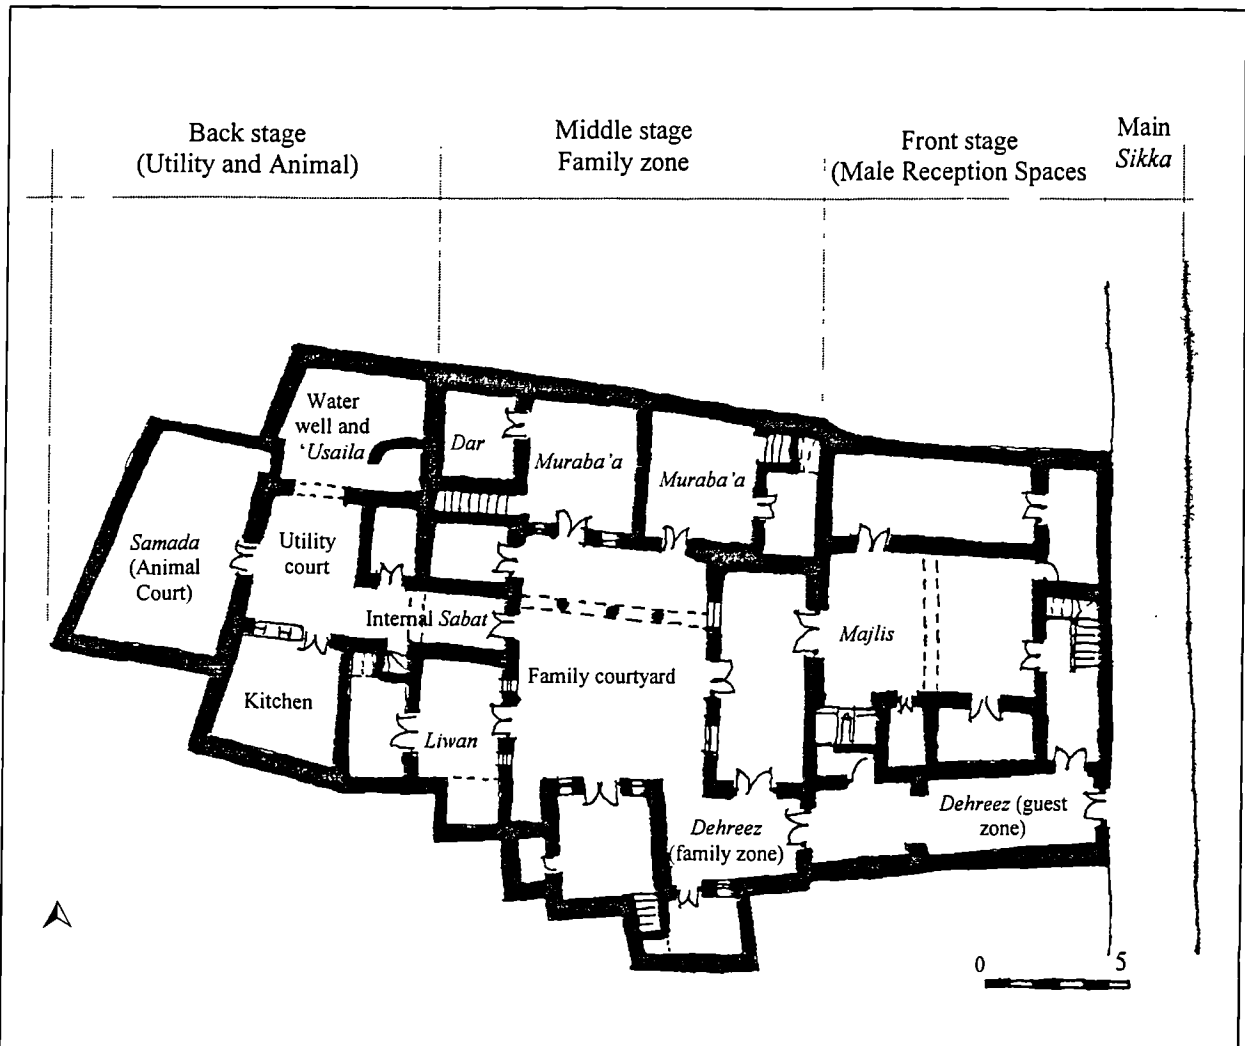 Back stage
(Utility and Animal)
Middle stage
Family zone
Front stage
(Male Reception Spaces
Main
Sikka
Water
well and
‘Usaila
Dar
Muraba’a
Muraba’a
Samada
(Animal
Court)
Utility
court
Internal Sabat
Majlis
Family courtyard
Kitchen
Liwan
Dehreez
(family zone)
Dehreez (guest
zone)
0 5